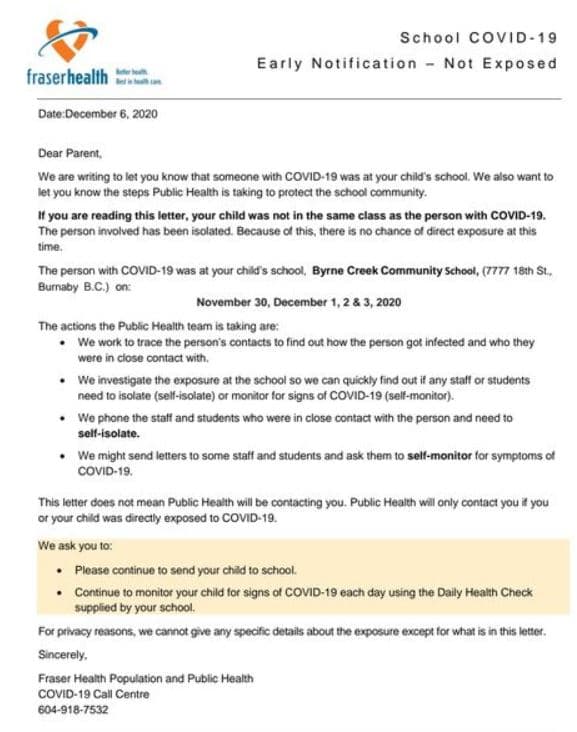 School COVID-19
Early Notification – Not Exposed
fraserhealth
Better health.
Best in health care.
Date:December 6, 2020
Dear Parent,
We are writing to let you know that someone with COVID-19 was at your child's school. We also want to
let you know the steps Public Health is taking to protect the school community.
If you are reading this letter, your child was not in the same class as the person with COVID-19.
The person involved has been isolated. Because of this, there is no chance of direct exposure at this
time.
The person with COVID-19 was at your child's school, Byrne Creek Community School, (7777 18th St.,
Burnaby B.C.) on:
November 30, December 1, 2 & 3, 2020
The actions the Public Health team is taking are:
• We work to trace the person's contacts to find out how the person got infected and who they
were in close contact with.
• We investigate the exposure at the school so we can quickly find out if any staff or students
need to isolate (self-isolate) or monitor for signs of COVID-19 (self-monitor).
• We phone the staff and students who were in close contact with the person and need to
self-isolate.
• We might send letters to some staff and students and ask them to self-monitor for symptoms of
COVID-19.
This letter does not mean Public Health will be contacting you. Public Health will only contact you if you
or your child was directly exposed to COVID-19.
We ask you to:
• Please continue to send your child to school.
• Continue to monitor your child for signs of COVID-19 each day using the Daily Health Check
supplied by your school.
For privacy reasons, we cannot give any specific details about the exposure except for what is in this letter.
Sincerely,
Fraser Health Population and Public Health
COVID-19 Call Centre
604-918-7532